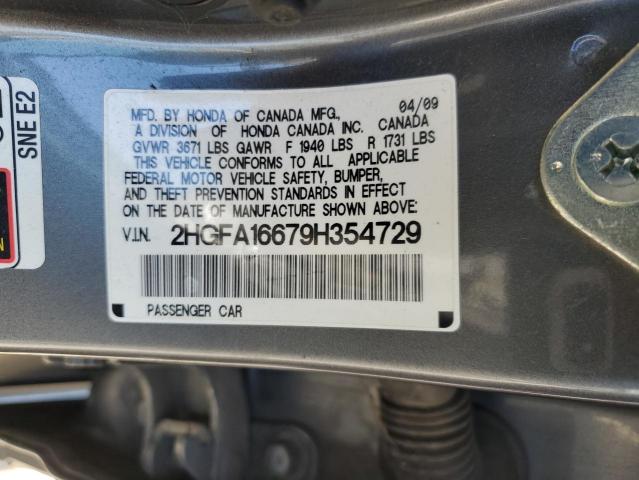 MFD. BY HONDA OF CANADA MFG., 04/09
A DIVISION OF HONDA CANADA INC. CANADA
GVWR 3671 LBS GAWR F 1940 LBS R 1731 LBS
THIS VEHICLE CONFORMS TO ALL APPLICABLE
FEDERAL MOTOR VEHICLE SAFETY, BUMPER,
AND THEFT PREVENTION STANDARDS IN EFFECT
ON THE DATE OF MANUFACTURE SHOWN ABOVE:
V.I.N. 2HGFA16679H354729
PASSENGER CAR
SNE E2